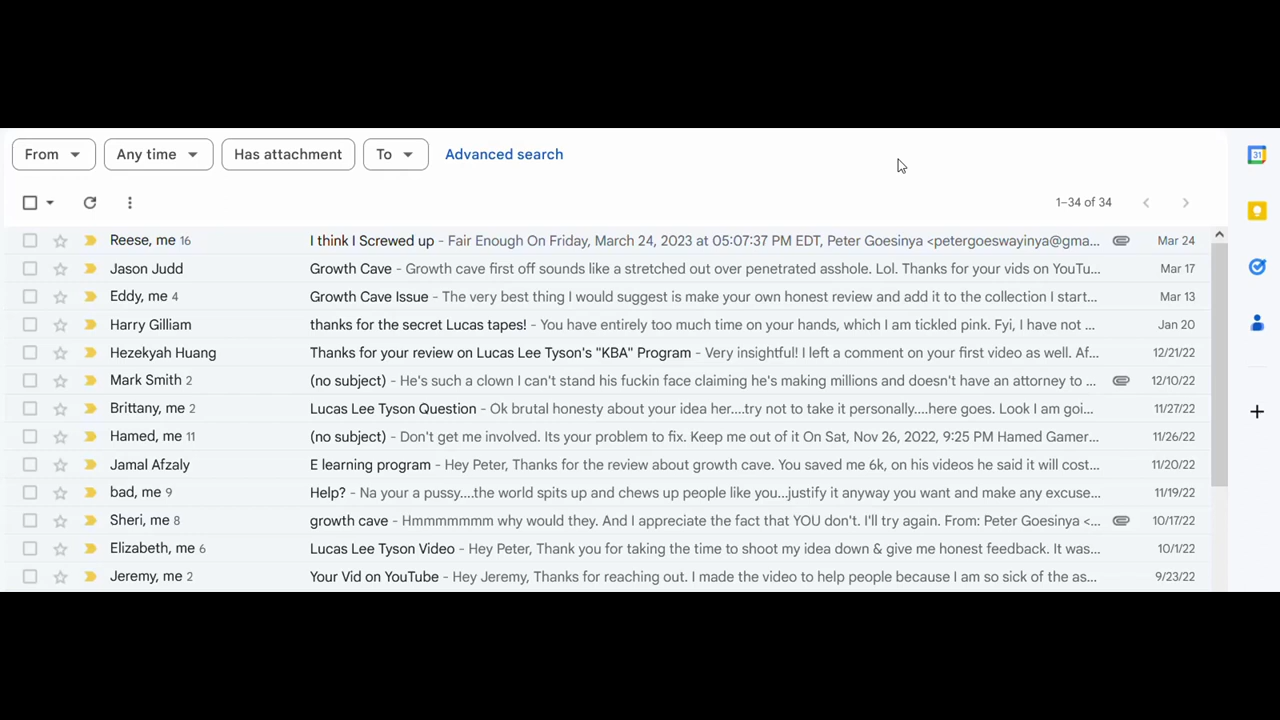 From Any time Has attachment To Advanced search
1–34 of 34
31
Reese, me 16 I think I Screwed up - Fair Enough On Friday, March 24, 2023 at 05:07:37 PM EDT, Peter Goesinya <petergoeswayinya@gma... Mar 24
Jason Judd Growth Cave - Growth cave first off sounds like a stretched out over penetrated asshole. Lol. Thanks for your vids on YouTu... Mar 17
Eddy, me 4 Growth Cave Issue - The very best thing I would suggest is make your own honest review and add it to the collection I start... Mar 13
Harry Gilliam thanks for the secret Lucas tapes! - You have entirely too much time on your hands, which I am tickled pink. Fyi, I have not ... Jan 20
Hezekyah Huang Thanks for your review on Lucas Lee Tyson's "KBA" Program - Very insightful! I left a comment on your first video as well. Af... 12/21/22
Mark Smith 2 (no subject) - He's such a clown I can't stand his fuckin face claiming he's making millions and doesn't have an attorney to ... 12/10/22
Brittany, me 2 Lucas Lee Tyson Question - Ok brutal honesty about your idea her....try not to take it personally....here goes. Look I am goi... 11/27/22
Hamed, me 11 (no subject) - Don't get me involved. Its your problem to fix. Keep me out of it On Sat, Nov 26, 2022, 9:25 PM Hamed Gamer... 11/26/22
Jamal Afzaly E learning program - Hey Peter, Thanks for the review about growth cave. You saved me 6k, on his videos he said it will cost... 11/20/22
bad, me 9 Help? - Na your a pussy....the world spits up and chews up people like you...justify it anyway you want and make any excuse... 11/19/22
Sheri, me 8 growth cave - Hmmmmmmm why would they. And I appreciate the fact that YOU don't. I'll try again. From: Peter Goesinya <... 10/17/22
Elizabeth, me 6 Lucas Lee Tyson Video - Hey Peter, Thank you for taking the time to shoot my idea down & give me honest feedback. It was... 10/1/22
Jeremy, me 2 Your Vid on YouTube - Hey Jeremy, Thanks for reaching out. I made the video to help people because I am so sick of the as... 9/23/22